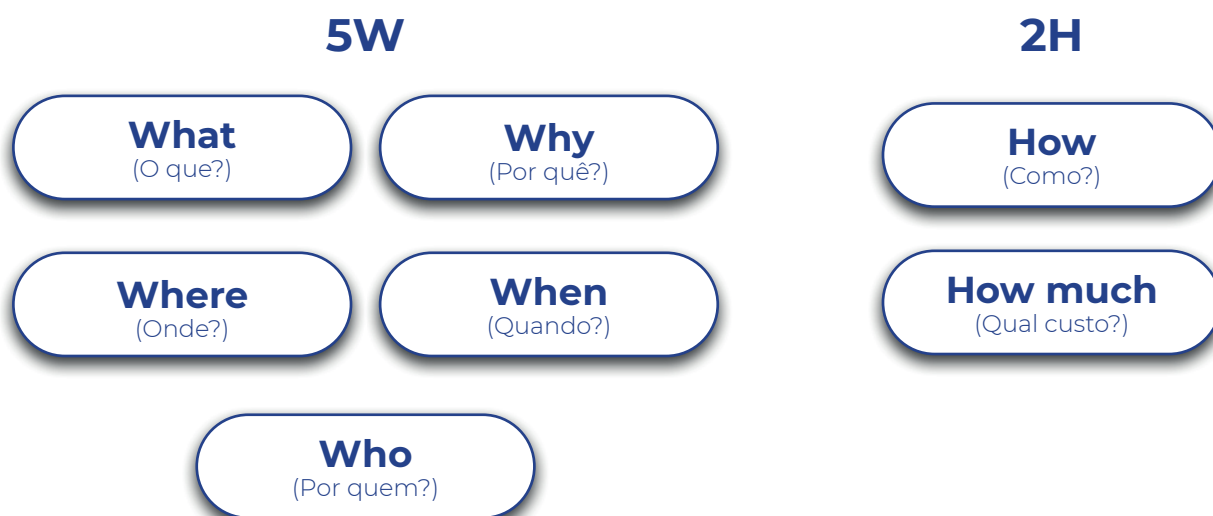 5W
What
(O que?)
Why
(Por quê?)
Where
(Onde?)
When
(Quando?)
Who
(Por quem?)
2H
How
(Como?)
How much
(Qual custo?)